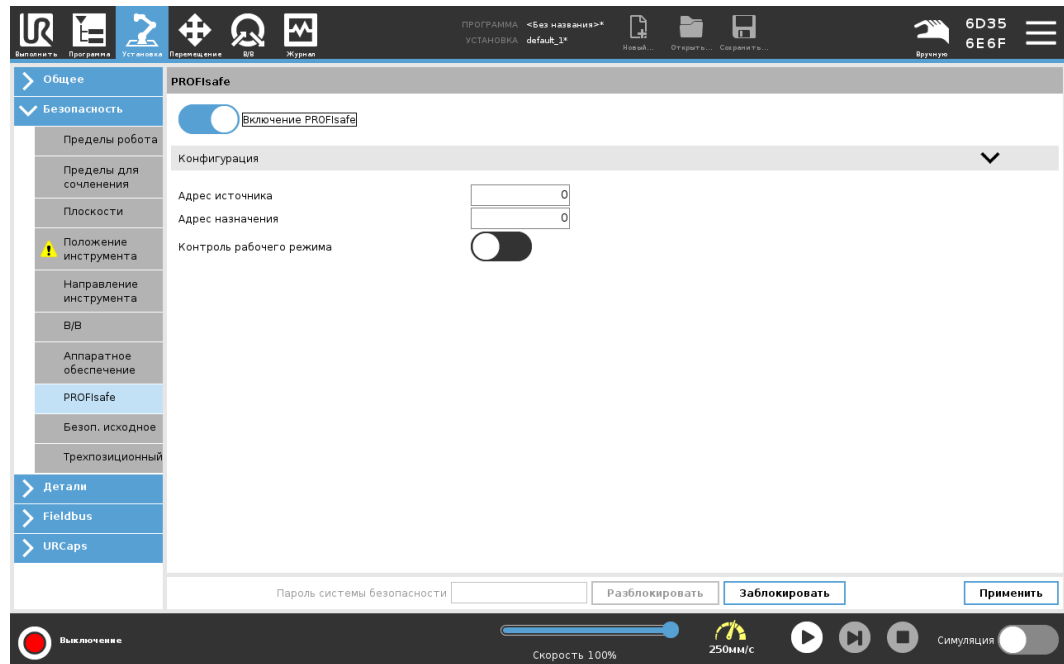 UR
Выполнить
Программа
Установка
Перемещение
В/В
Журнал
ПРОГРАММА <Без названия>*
УСТАНОВКА default_1*
Новый...
Открыть...
Сохранить...
Вручную
6D35
6E6F
Общее
Безопасность
Пределы робота
Пределы для
сочленения
Плоскости
Положение
инструмента
Направление
инструмента
В/В
Аппаратное
обеспечение
PROFIsafe
Безоп. исходное
Трехпозиционный
Детали
Fieldbus
URCaps
PROFIsafe
Включение PROFIsafe
Конфигурация
Адрес источника 0
Адрес назначения 0
Контроль рабочего режима
Пароль системы безопасности
Разблокировать
Заблокировать
Применить
Выключение
Скорость 100%
250мм/с
Симуляция